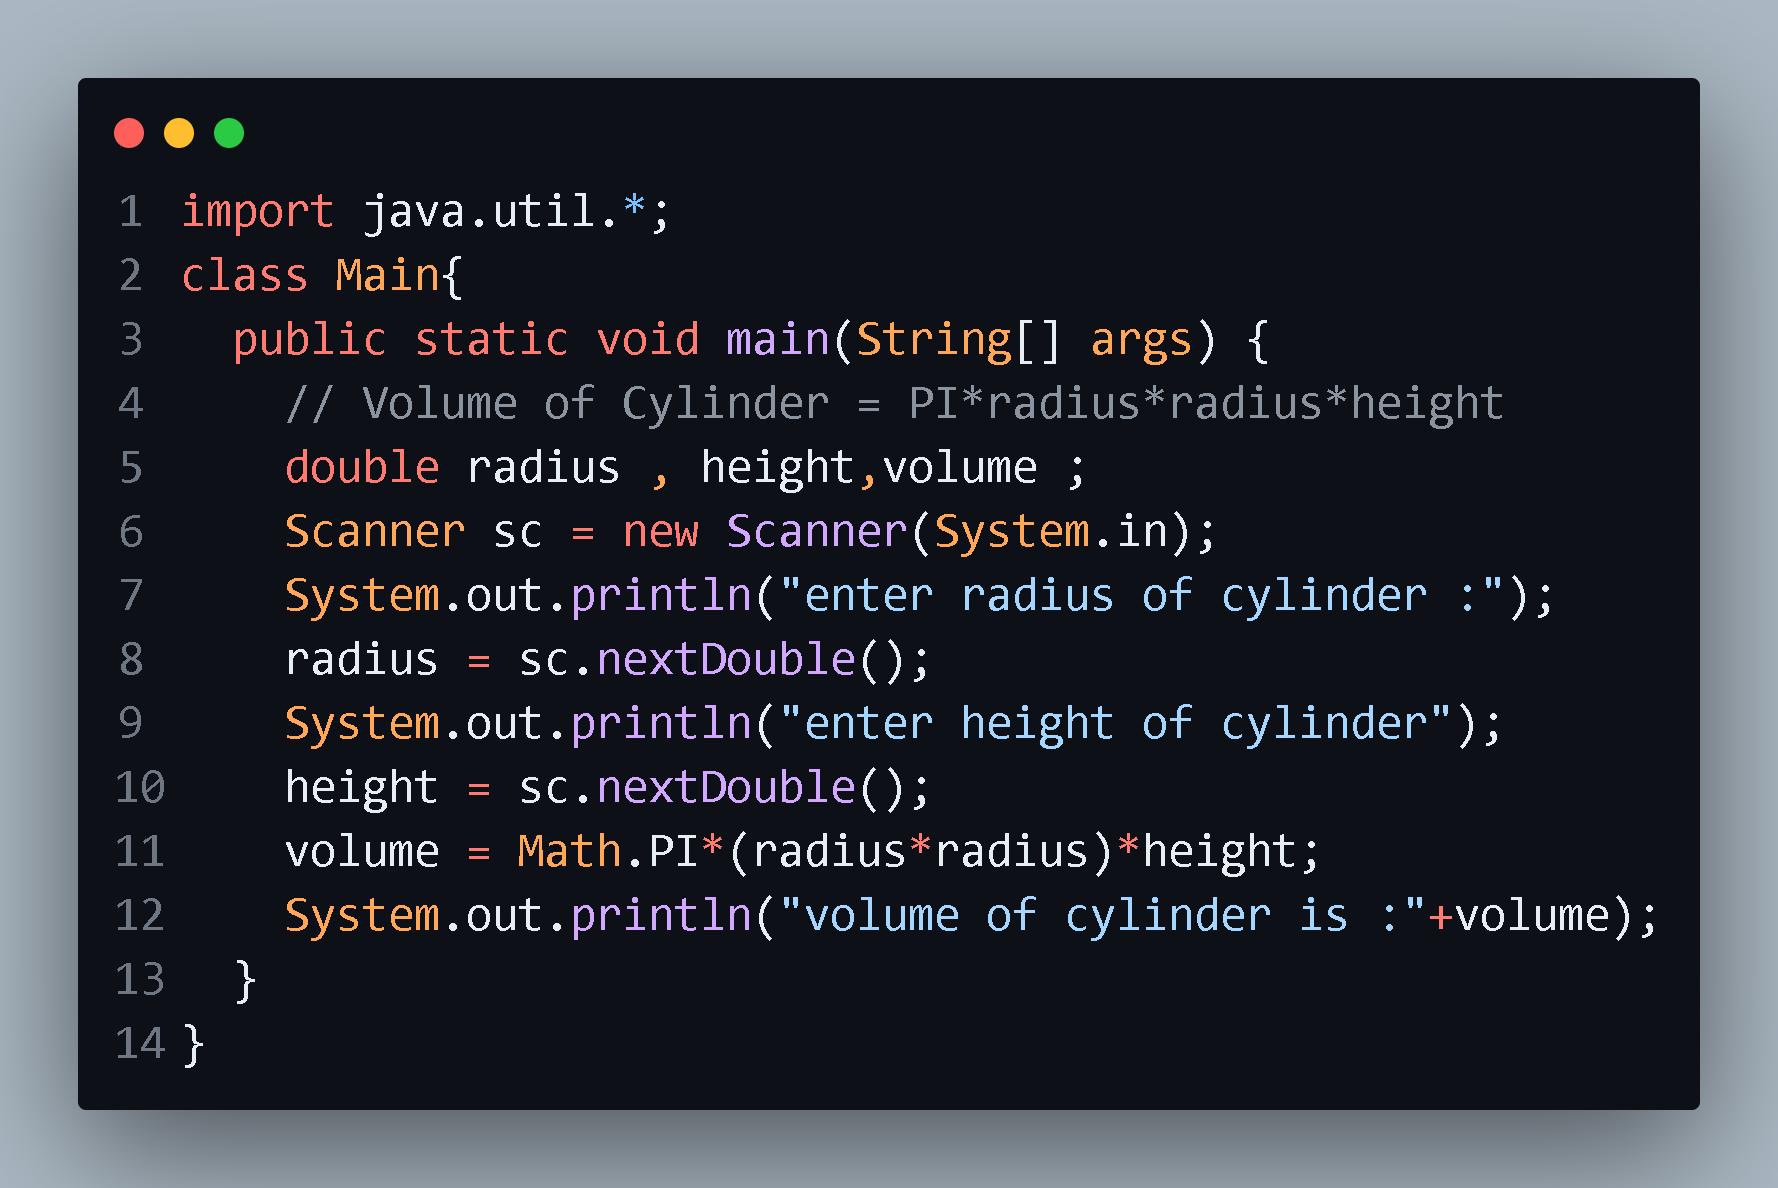 1 import java.util.*;
2 class Main{
3   public static void main(String[] args) {
4     // Volume of Cylinder = PI*radius*radius*height
5     double radius , height,volume ;
6     Scanner sc = new Scanner(System.in);
7     System.out.println("enter radius of cylinder :");
8     radius = sc.nextDouble();
9     System.out.println("enter height of cylinder");
10     height = sc.nextDouble();
11     volume = Math.PI*(radius*radius)*height;
12     System.out.println("volume of cylinder is :"+volume);
13   }
14 }